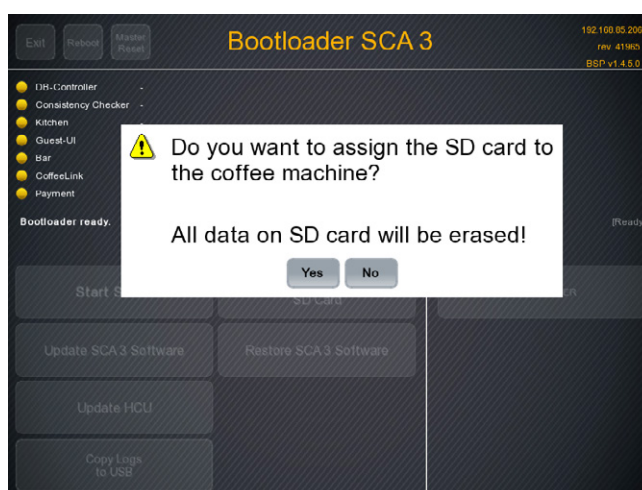 Exit
Reboot
Master
Reset
Bootloader SCA 3
192.168.85.206
rev 41965
BSP v1.4.5.0
DB-Controller -
Consistency Checker -
Kitchen
Guest-UI
Bar
CoffeeLink
Payment
Do you want to assign the SD card to
the coffee machine?
All data on SD card will be erased!
Yes No
Bootloader ready.
[Ready
Start
SD Card
Update SCA 3 Software
Restore SCA 3 Software
Update HCU
Copy Logs
to USB